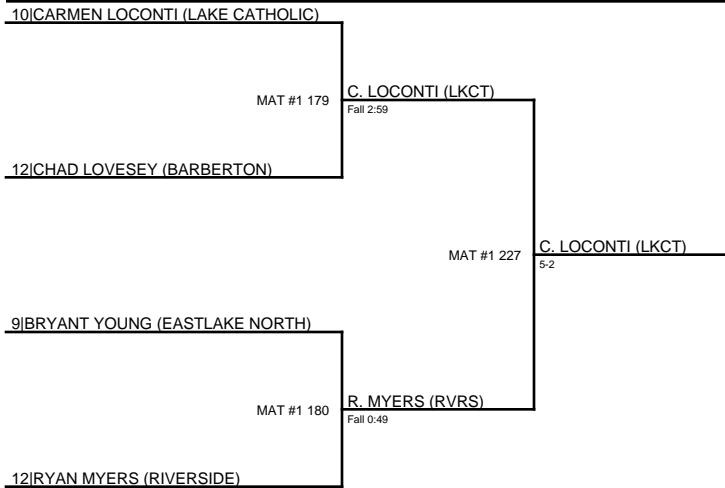 10|CARMEN LOCONTI (LAKE CATHOLIC)
MAT #1 179
C. LOCONTI (LKCT)
Fall 2:59
12|CHAD LOVESEY (BARBERTON)
MAT #1 227
C. LOCONTI (LKCT)
5-2
9|BRYANT YOUNG (EASTLAKE NORTH)
MAT #1 180
R. MYERS (RVRS)
Fall 0:49
12|RYAN MYERS (RIVERSIDE)